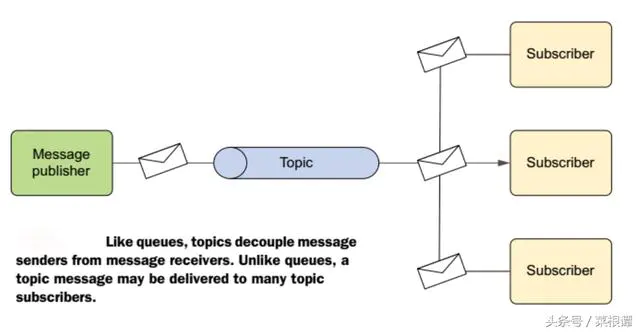 Subscriber
Message
publisher
Topic
Subscriber
Like queues, topics decouple message
senders from message receivers. Unlike queues, a
topic message may be delivered to many topic
subscribers.
Subscriber
头条号 / 菜根谭